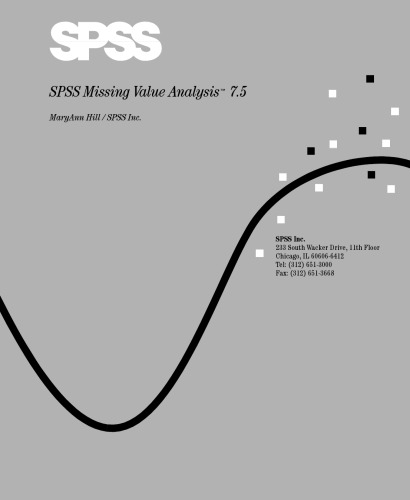 SPSS
SPSS Missing Value Analysis™ 7.5
MaryAnn Hill / SPSS Inc.
SPSS Inc.
233 South Wacker Drive, 11th Floor
Chicago, IL 60606-6412
Tel: (312) 651-3000
Fax: (312) 651-3668